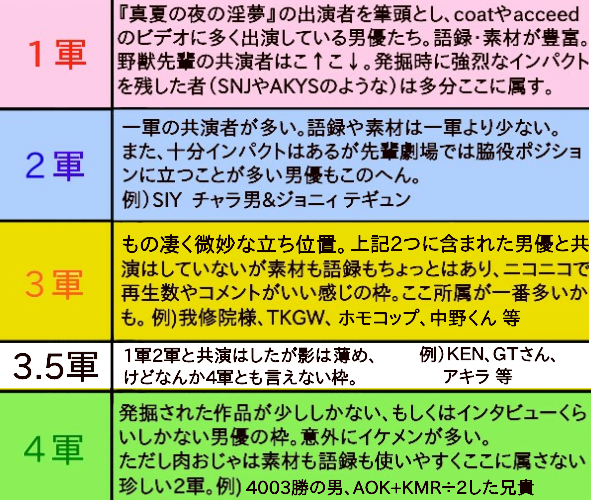 1軍
『真夏の夜の淫夢』の出演者を筆頭とし、coatやacceed
のビデオに多く出演している男優たち。語録・素材が豊富。
野獣先輩の共演者はこ↑こ↓。発掘時に強烈なインパクト
を残した者（SNJやAKYSのような）は多分ここに属す。
2軍
一軍の共演者が多い。語録や素材は一軍より少ない。
また、十分インパクトはあるが先輩劇場では脇役ポジショ
ンに立つことが多い男優もこのへん。
例）SIY チャラ男&ジョニィ テギュン
3軍
もの凄く微妙な立ち位置。上記2つに含まれた男優と共
演はしていないが素材も語録もちょっとはあり、ニコニコで
再生数やコメントがいい感じの枠。ここ所属が一番多いか
も。例)我修院様、TKGW、ホモコップ、中野くん 等
3.5軍
1軍2軍と共演はしたが影は薄め、
けどなんか4軍とも言えない枠。
例）KEN、GTさん、
アキラ 等
4軍
発掘された作品が少ししかない、もしくはインタビューくら
いしかない男優の枠。意外にイケメンが多い。
ただし肉おじゃは素材も語録も使いやすくここに属さない
珍しい2軍。例) 4003勝の男、AOK+KMR÷2した兄貴